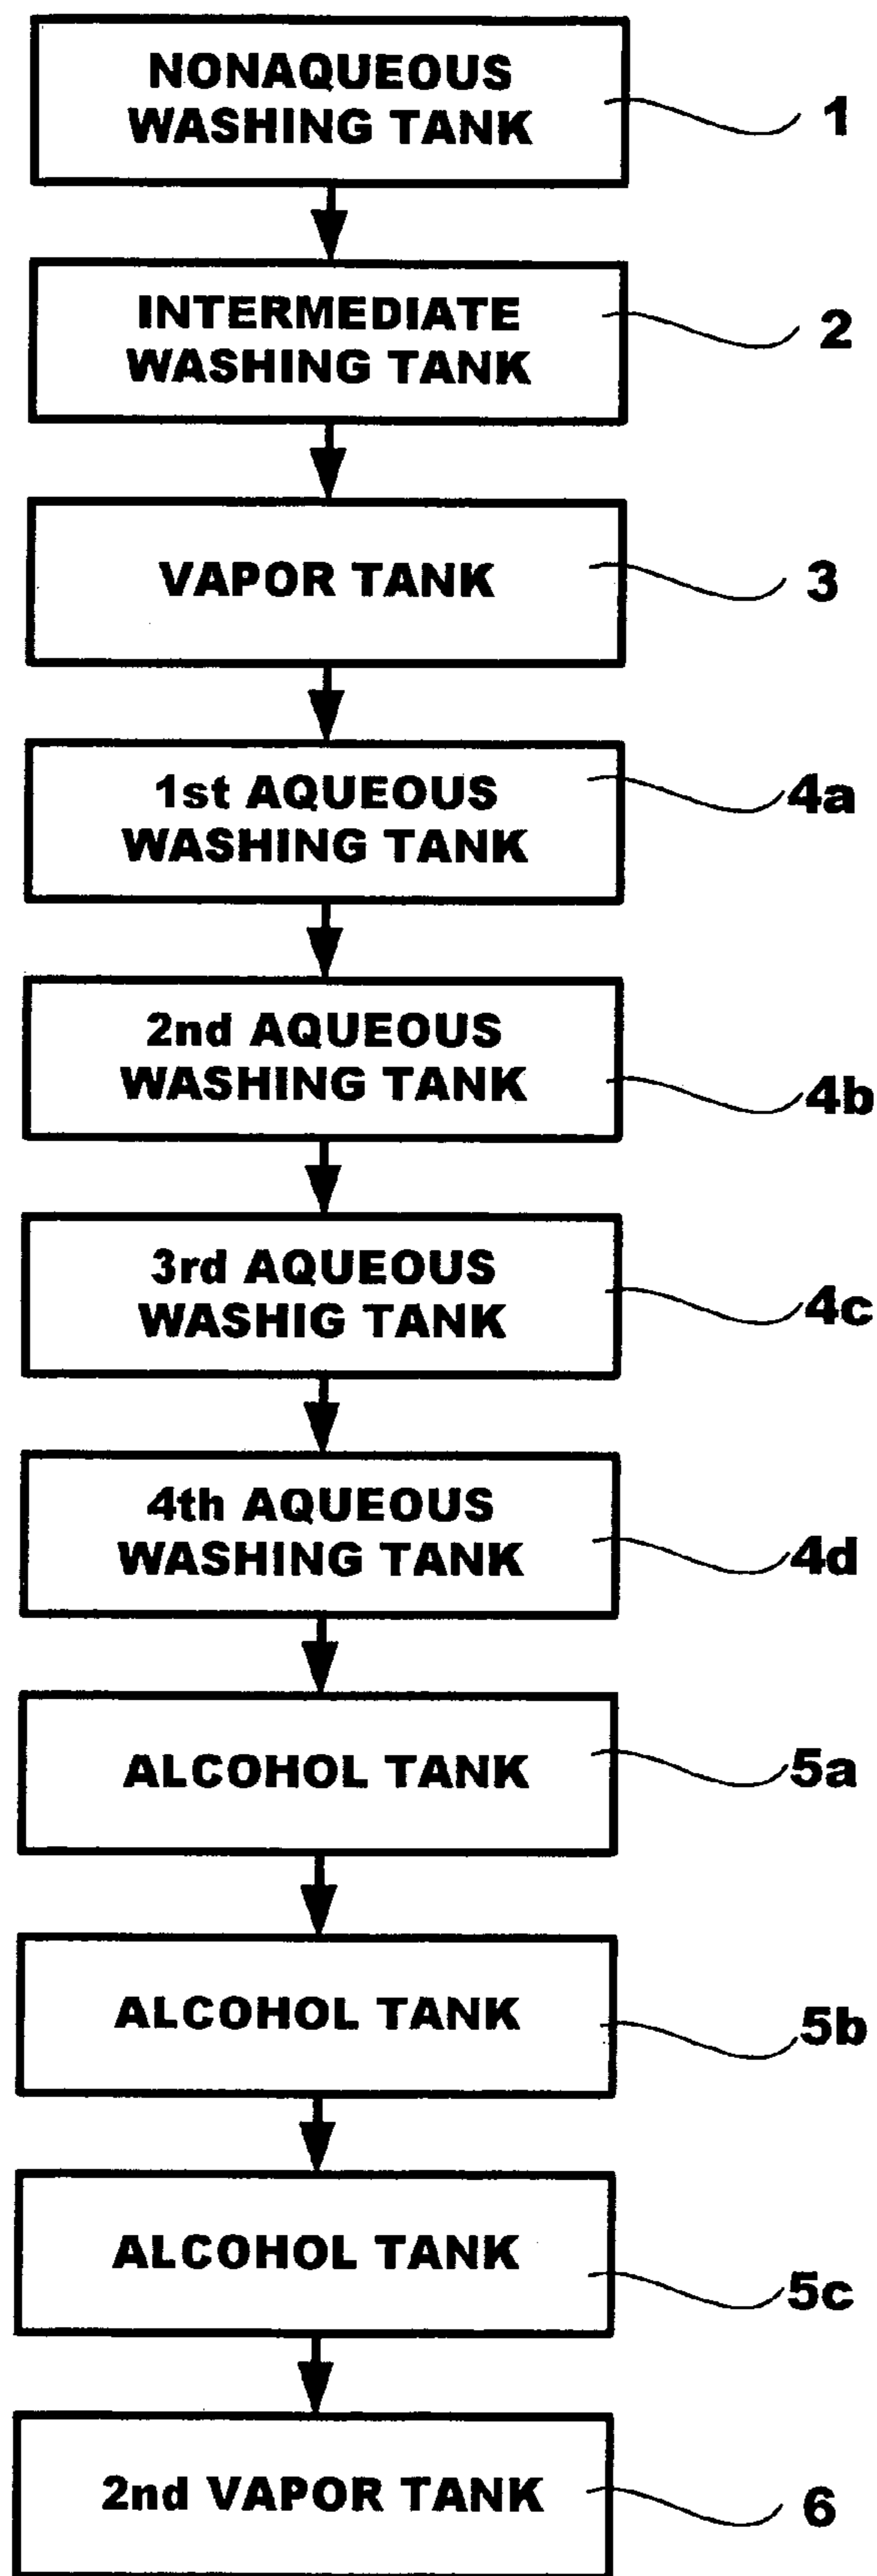 NONAQUEOUS
WASHING TANK
1
INTERMEDIATE
WASHING TANK
2
VAPOR TANK
3
1st AQUEOUS
WASHING TANK
4a
2nd AQUEOUS
WASHING TANK
4b
3rd AQUEOUS
WASHIG TANK
4c
4th AQUEOUS
WASHING TANK
4d
ALCOHOL TANK
5a
ALCOHOL TANK
5b
ALCOHOL TANK
5c
2nd VAPOR TANK
6